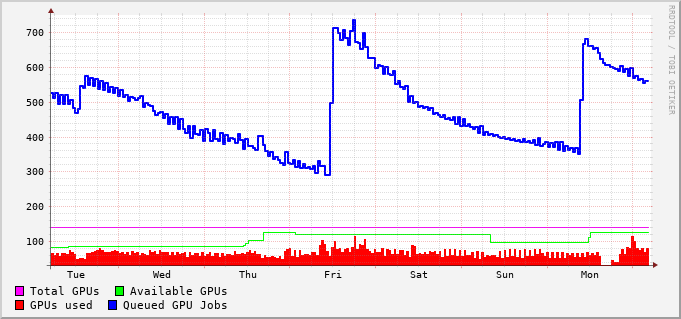 700
600
500
400
300
200
100
Tue Wed Thu Fri Sat Sun Mon
Total GPUs Available GPUs
GPUs used Queued GPU Jobs
RRDTOOL / TOBI OETIKER